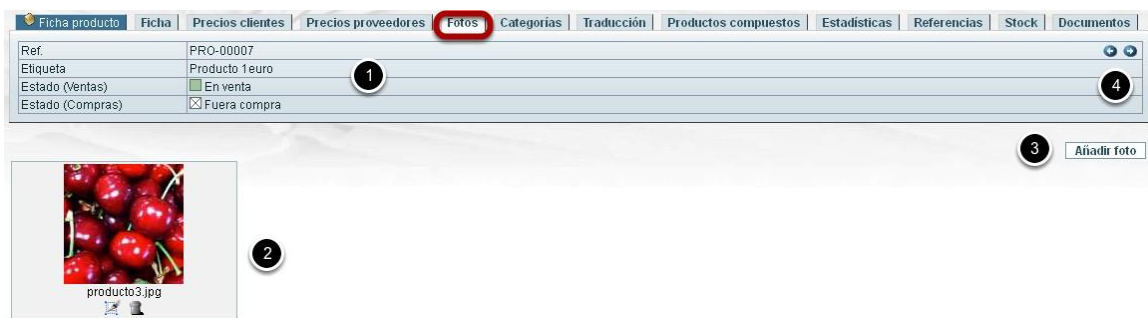 Ficha producto Ficha Precios clientes Precios proveedores Fotos Categorías Traducción Productos compuestos Estadísticas Referencias Stock Documentos
Ref. PRO-00007
Etiqueta Producto 1euro
1
Estado (Ventas) En venta
4
Estado (Compras) Fuera compra
3 Añadir foto
2
producto3.jpg